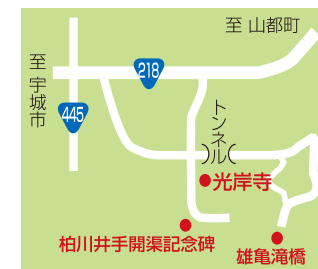 至 山都町
至 宇城市
218
445
トンネル
光岸寺
柏川井手開渠記念碑
雄亀滝橋